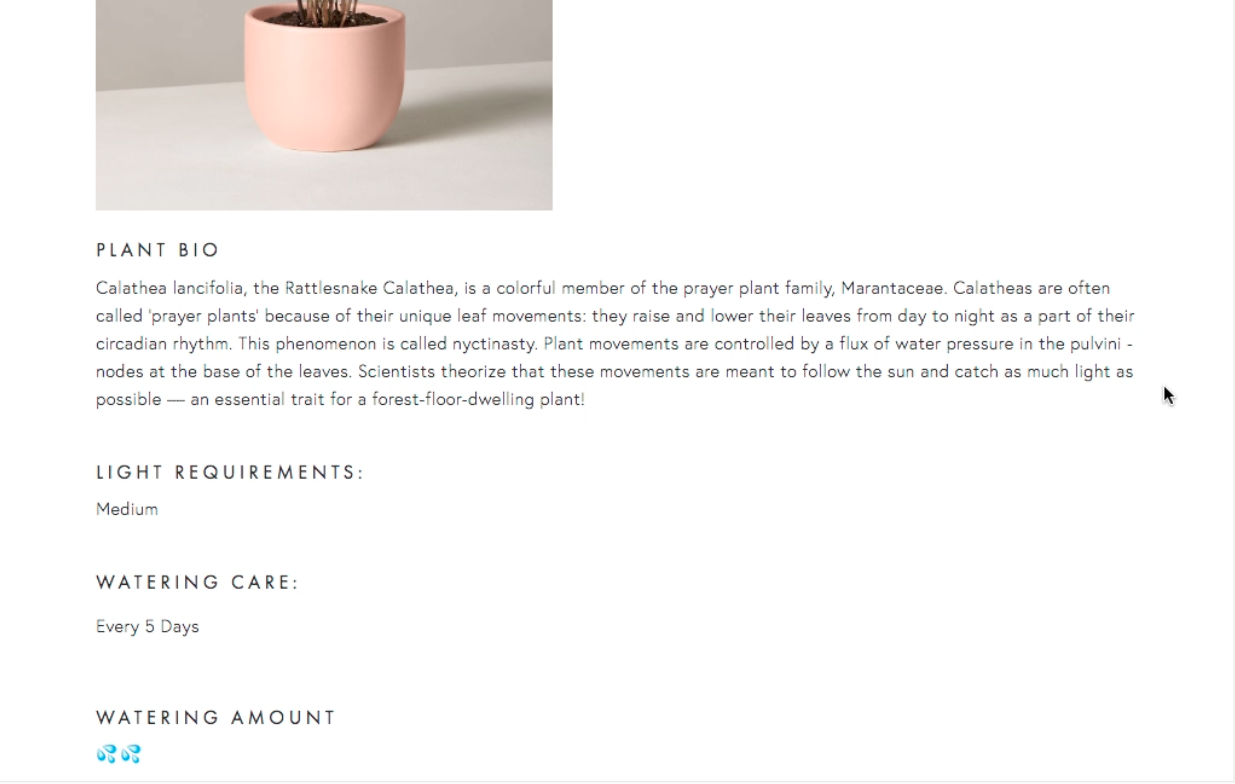 PLANT BIO
Calathea lancifolia, the Rattlesnake Calathea, is a colorful member of the prayer plant family, Marantaceae. Calatheas are often
called 'prayer plants' because of their unique leaf movements: they raise and lower their leaves from day to night as a part of their
circadian rhythm. This phenomenon is called nyctinasty. Plant movements are controlled by a flux of water pressure in the pulvini -
nodes at the base of the leaves. Scientists theorize that these movements are meant to follow the sun and catch as much light as
possible — an essential trait for a forest-floor-dwelling plant!
LIGHT REQUIREMENTS:
Medium
WATERING CARE:
Every 5 Days
WATERING AMOUNT
💦💦